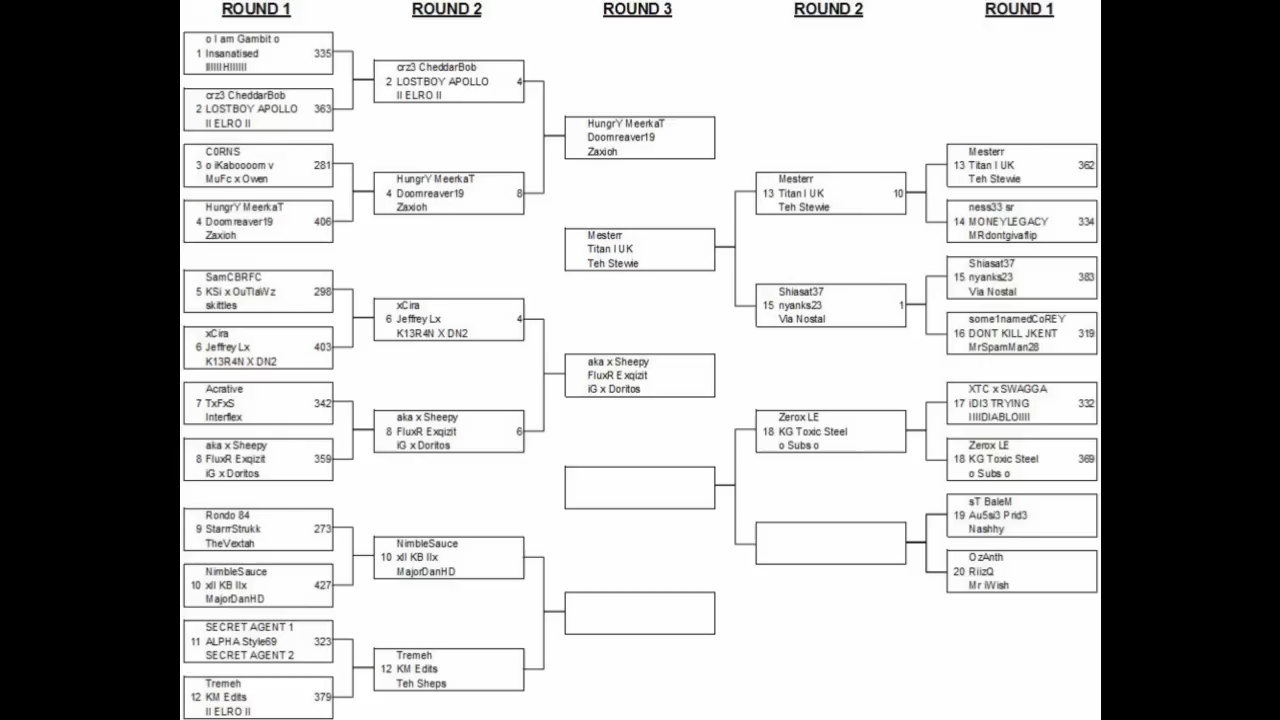 ROUND 1
ROUND 2
ROUND 3
ROUND 2
ROUND 1
o I am Gambit o
1 Insanatised 335
IIIIIIHIIIIII
crz3 CheddarBob
2 LOSTBOY APOLLO 363
II ELRO II
C0RNS
3 o iKaboooom v 281
MuFc x Owen
HungrY MeerkaT
4 Doomreaver19 406
Zaxioh
SamCBRFC
5 KSi x OuTlaWz 298
skittles
xCira
6 Jeffrey Lx 403
K13R4N X DN2
Acrative
7 TxFxS 342
Interflex
aka x Sheepy
8 FluxR Exqizit 359
iG x Doritos
Rondo 84
9 StarrrStrukk 273
TheVextah
NimbleSauce
10 xII KB IIx 427
MajorDanHD
SECRET AGENT 1
11 ALPHA Style69 323
SECRET AGENT 2
Tremeh
12 KM Edits 379
II ELRO II
crz3 CheddarBob
2 LOSTBOY APOLLO 4
II ELRO II
HungrY MeerkaT
4 Doomreaver19 8
Zaxioh
xCira
6 Jeffrey Lx 4
K13R4N X DN2
aka x Sheepy
8 FluxR Exqizit 6
iG x Doritos
NimbleSauce
10 xII KB IIx
MajorDanHD
Tremeh
12 KM Edits
Teh Sheps
HungrY MeerkaT
Doomreaver19
Zaxioh
Mesterr
Titan I UK
Teh Stewie
aka x Sheepy
FluxR Exqizit
iG x Doritos
Mesterr
13 Titan I UK 10
Teh Stewie
Shiasat37
15 nyanks23 1
Via Nostal
Zerox LE
18 KG Toxic Steel
o Subs o
Mesterr
13 Titan I UK 362
Teh Stewie
ness33 sr
14 MONEYLEGACY 334
MRdontgivaflip
Shiasat37
15 nyanks23 383
Via Nostal
some1namedCoREY
16 DONT KILL JKENT 319
MrSpamMan28
XTC x SWAGGA
17 iDI3 TRYING 332
IIIIDIABLOIIII
Zerox LE
18 KG Toxic Steel 369
o Subs o
sT BaleM
19 Au5si3 Prid3
Nashhy
OzAnth
20 RiizQ
Mr iWish